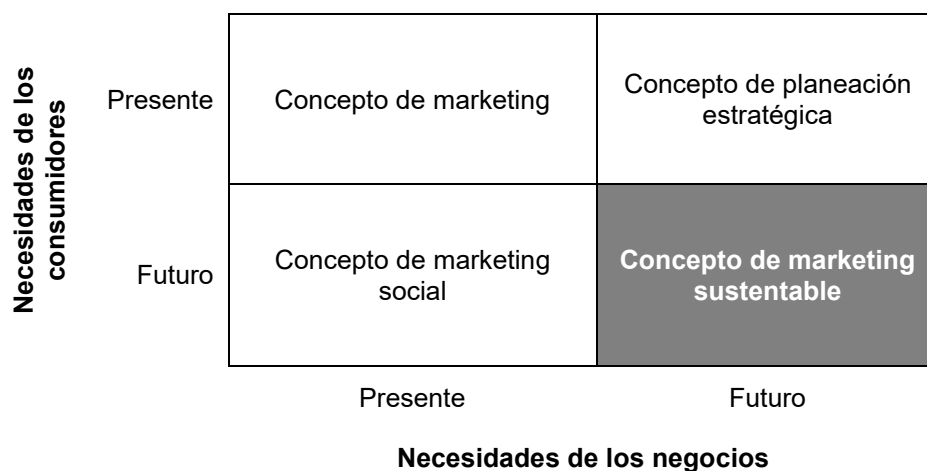 Necesidades de los
consumidores
Presente
Concepto de marketing
Concepto de planeación
estratégica
Futuro
Concepto de marketing
social
Concepto de marketing
sustentable
Presente
Futuro
Necesidades de los negocios